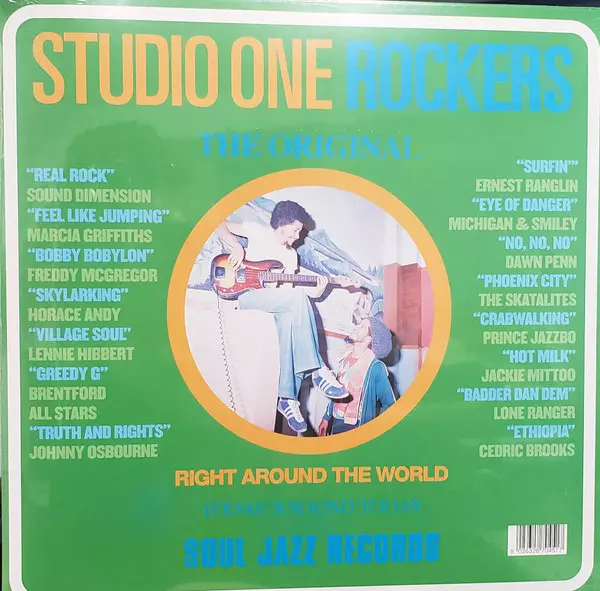 STUDIO ONE ROCKERS
THE ORIGINAL
"REAL ROCK"
SOUND DIMENSION
"FEEL LIKE JUMPING"
MARCIA GRIFFITHS
"BOBBY BOBYLON"
FREDDY MCGREGOR
"SKYLARKING"
HORACE ANDY
"VILLAGE SOUL"
LENNIE HIBBERT
"GREEDY G"
BRENTFORD
ALL STARS
"TRUTH AND RIGHTS"
JOHNNY OSBOURNE
"SURFIN'"
ERNEST RANGLIN
"EYE OF DANGER"
MICHIGAN & SMILEY
"NO, NO, NO"
DAWN PENN
"PHOENIX CITY"
THE SKATALITES
"CRABWALKING"
PRINCE JAZZBO
"HOT MILK"
JACKIE MITTOO
"BADDER DAN DEM"
LONE RANGER
"ETHIOPIA"
CEDRIC BROOKS
RIGHT AROUND THE WORLD
TODAY'S SOUND TODAY
SOUL JAZZ RECORDS